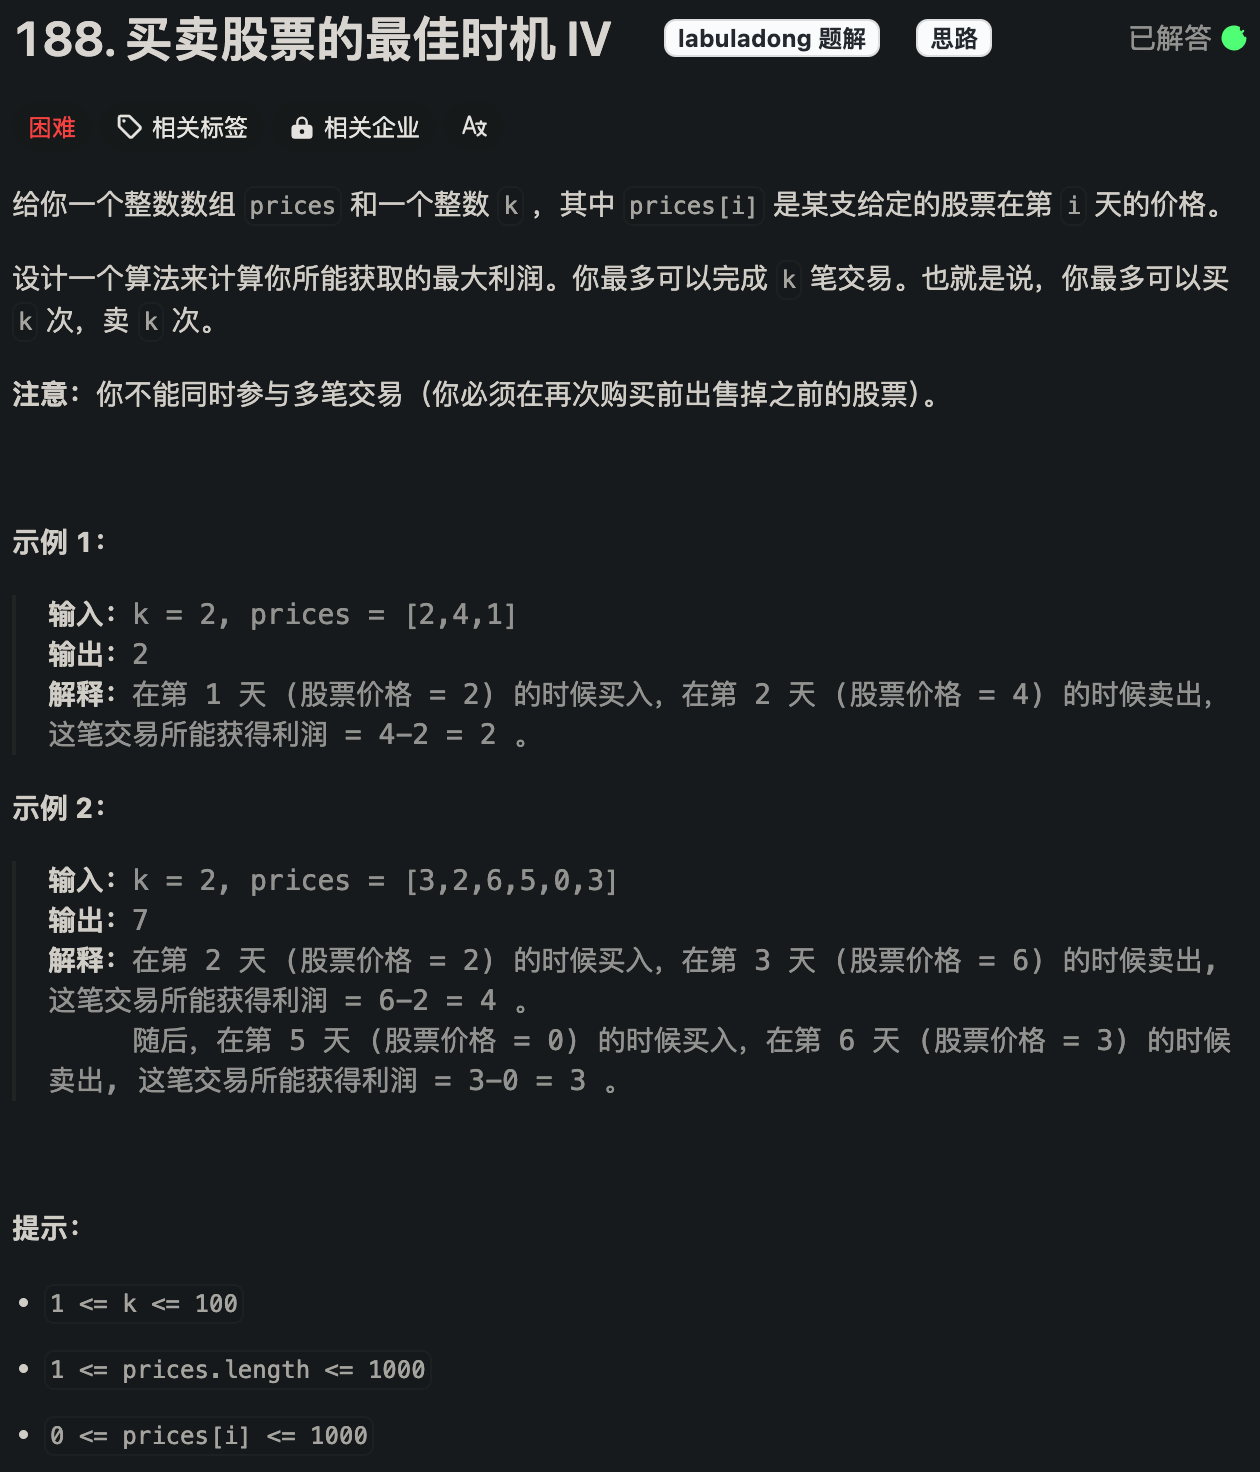 188. 买卖股票的最佳时机 IV labuladong 题解 思路 已解答
困难 相关标签 相关企业 A文
给你一个整数数组 prices 和一个整数 k ，其中 prices[i] 是某支给定的股票在第 i 天的价格。
设计一个算法来计算你所能获取的最大利润。你最多可以完成 k 笔交易。也就是说，你最多可以买
k 次，卖 k 次。
注意：你不能同时参与多笔交易（你必须在再次购买前出售掉之前的股票）。
示例 1：
输入：k = 2, prices = [2,4,1]
输出：2
解释：在第 1 天 (股票价格 = 2) 的时候买入，在第 2 天 (股票价格 = 4) 的时候卖出，
这笔交易所能获得利润 = 4-2 = 2 。
示例 2：
输入：k = 2, prices = [3,2,6,5,0,3]
输出：7
解释：在第 2 天 (股票价格 = 2) 的时候买入，在第 3 天 (股票价格 = 6) 的时候卖出,
这笔交易所能获得利润 = 6-2 = 4 。
随后，在第 5 天 (股票价格 = 0) 的时候买入，在第 6 天 (股票价格 = 3) 的时候
卖出, 这笔交易所能获得利润 = 3-0 = 3 。
提示：
• 1 <= k <= 100
• 1 <= prices.length <= 1000
• 0 <= prices[i] <= 1000